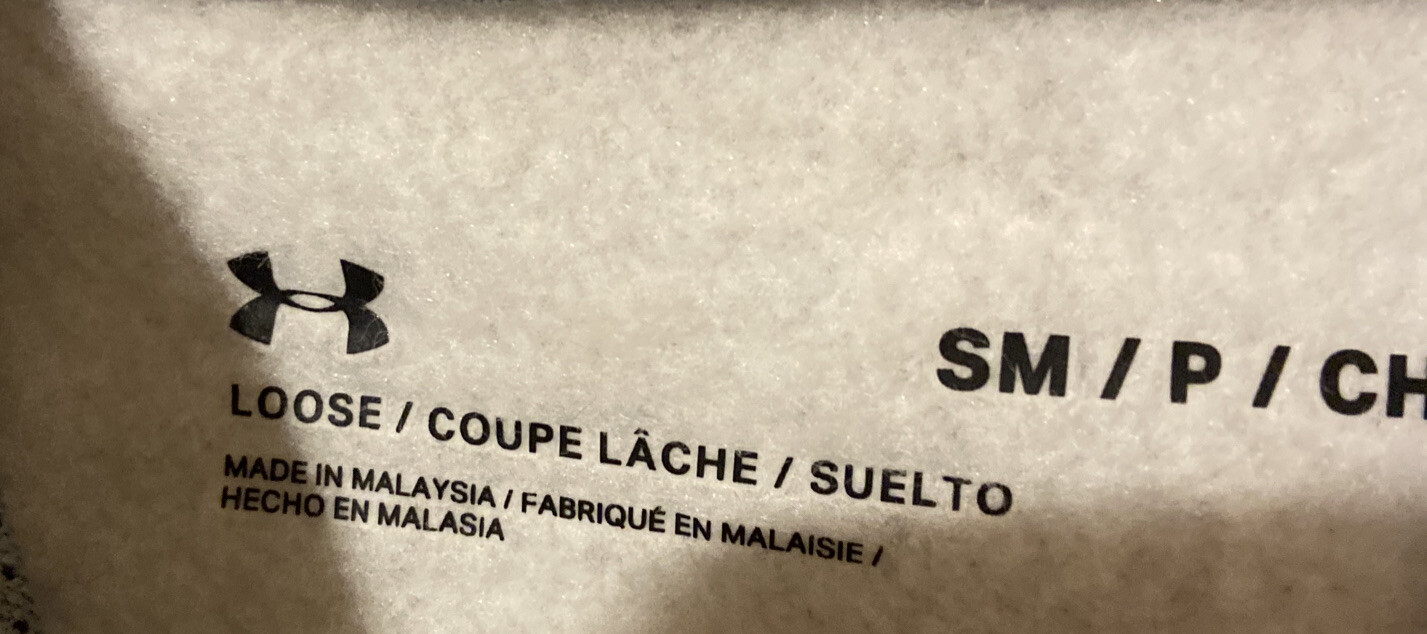 SM / P / CH
LOOSE / COUPE LÂCHE / SUELTO
MADE IN MALAYSIA / FABRIQUÉ EN MALAISIE /
HECHO EN MALASIA